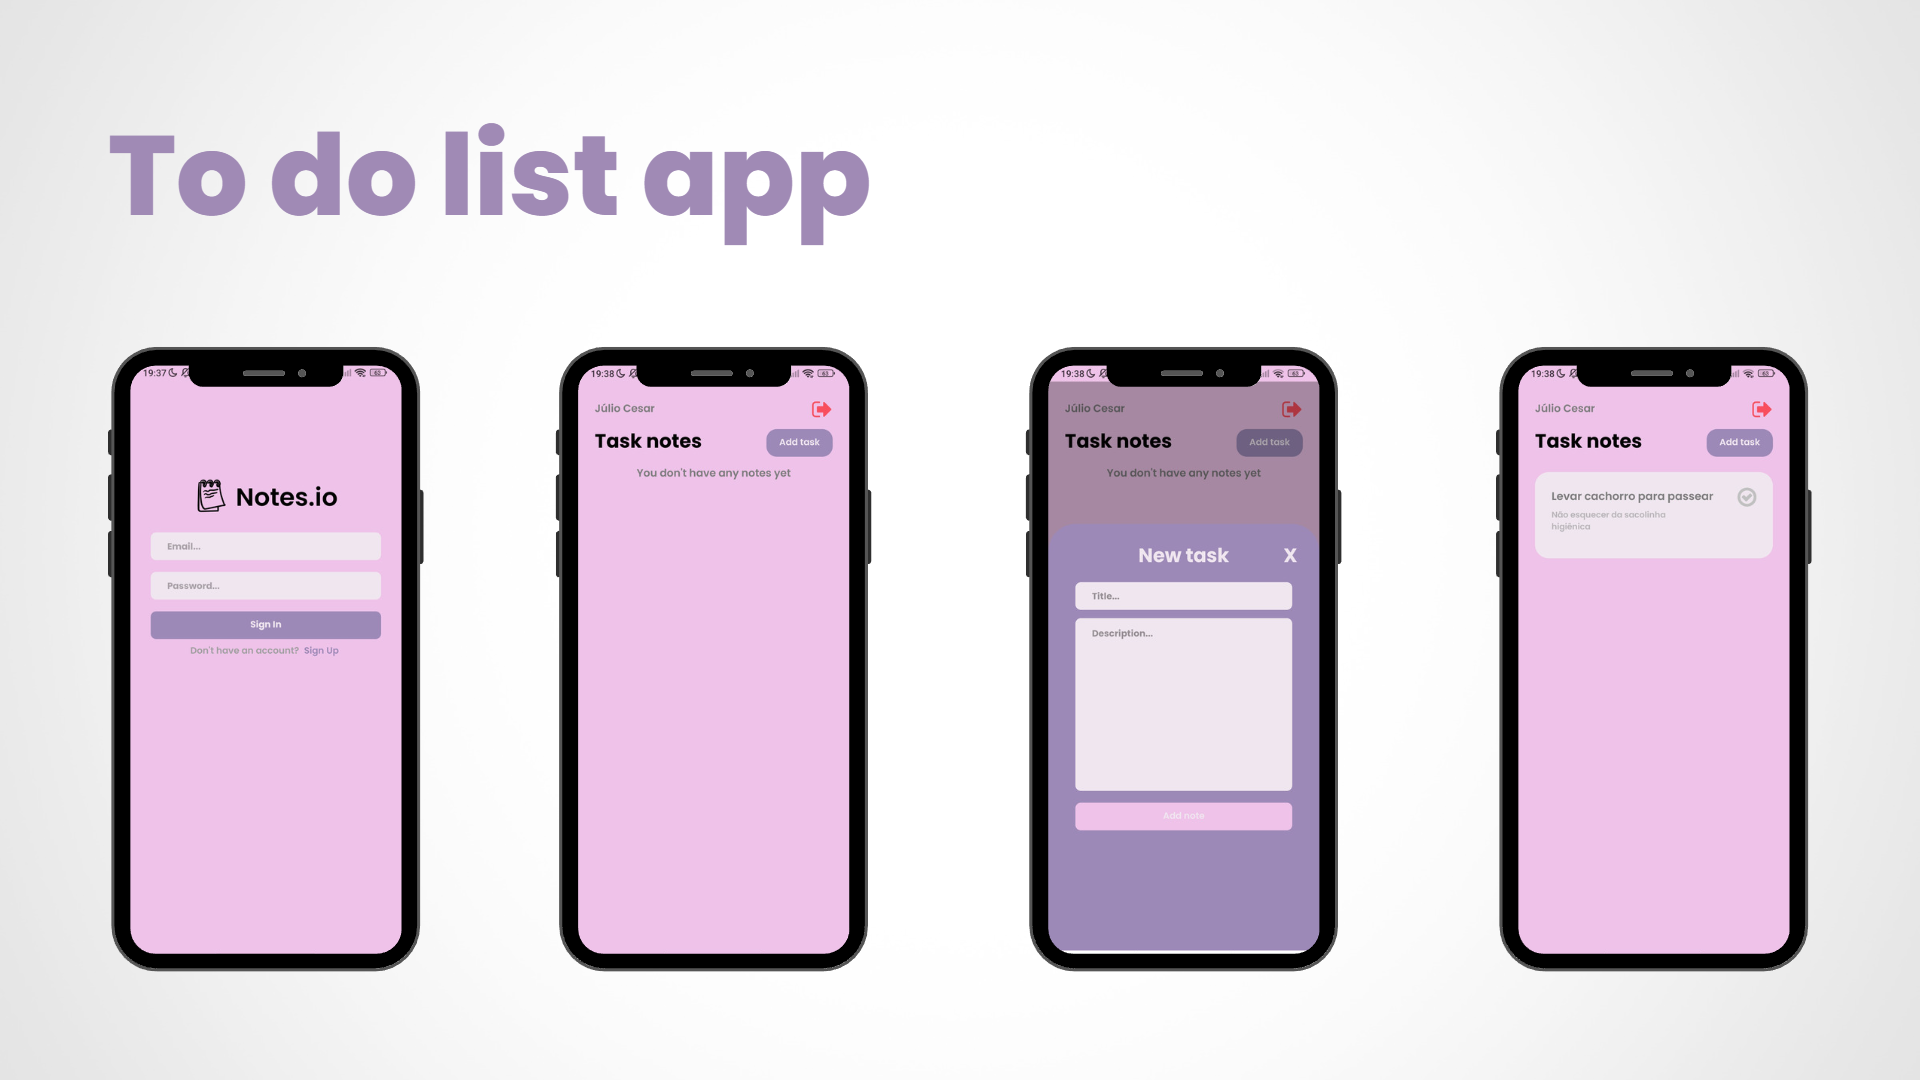 To do list app
19:37
Notes.io
Email...
Password...
Sign In
Don't have an account? Sign Up
19:38
Júlio Cesar
Task notes
Add task
You don't have any notes yet
19:38
Júlio Cesar
Task notes
Add task
You don't have any notes yet
New task
X
Title...
Description...
Add note
19:38
Júlio Cesar
Task notes
Add task
Levar cachorro para passear
Não esquecer da sacolinha
higiênica